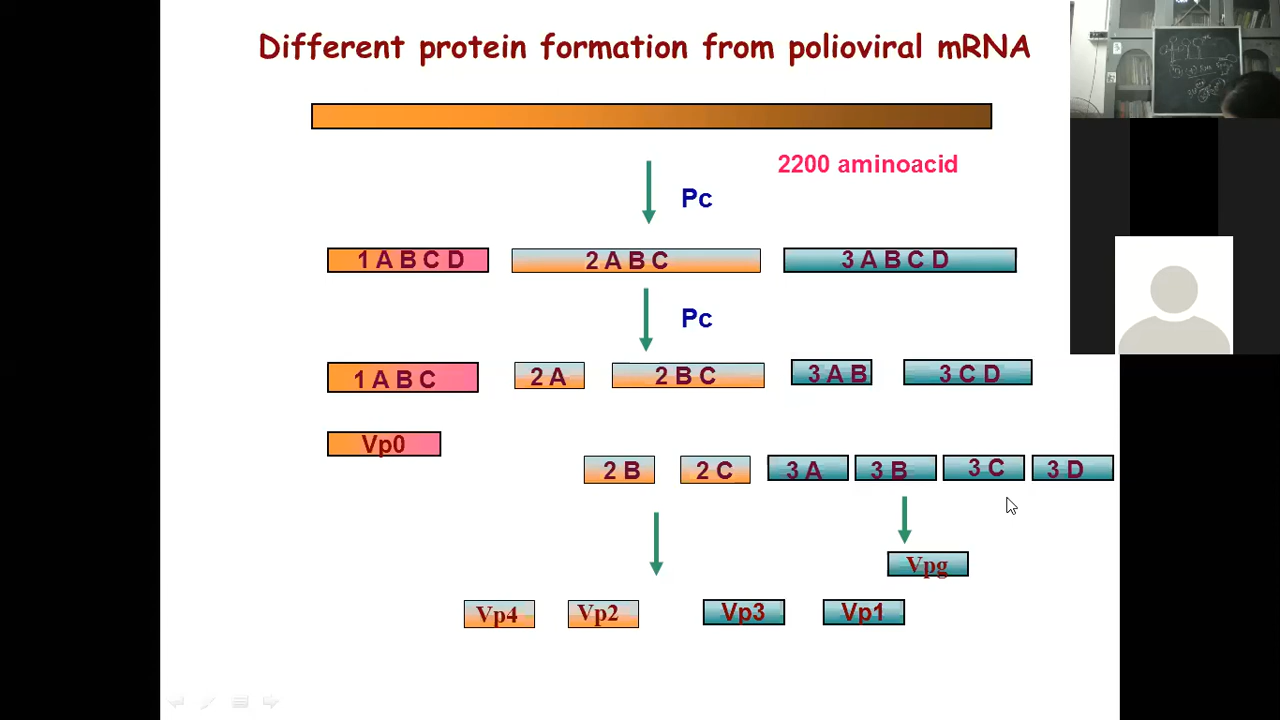 Different protein formation from polioviral mRNA
2200 aminoacid
Pc
1 A B C D
2 A B C
3 A B C D
Pc
1 A B C
2 A
2 B C
3 A B
3 C D
Vp0
2 B
2 C
3 A
3 B
3 C
3 D
Vpg
Vp4
Vp2
Vp3
Vp1